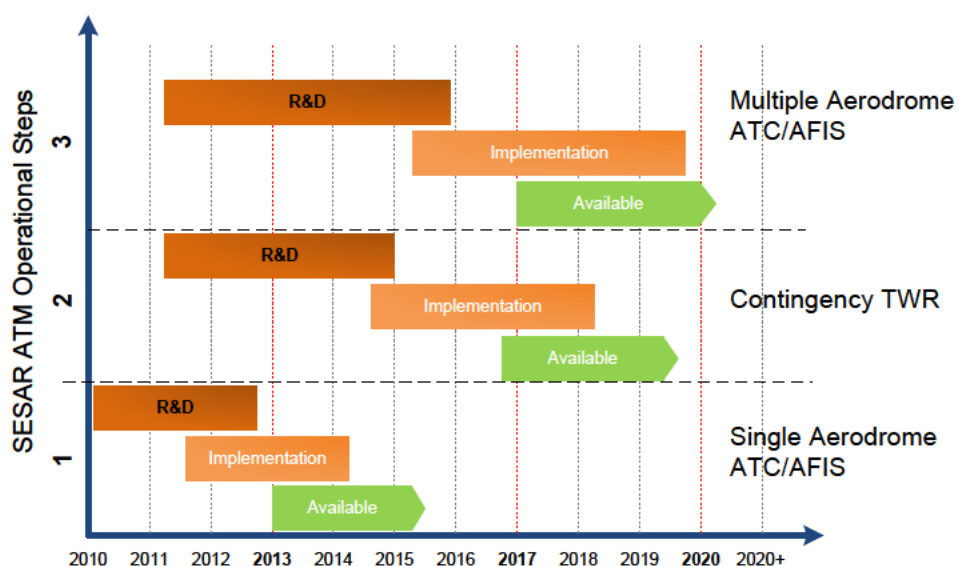 SESAR ATM Operational Steps
3
R&D
Implementation
Available
Multiple Aerodrome
ATC/AFIS
2
R&D
Implementation
Available
Contingency TWR
1
R&D
Implementation
Available
Single Aerodrome
ATC/AFIS
2010 2011 2012 2013 2014 2015 2016 2017 2018 2019 2020 2020+